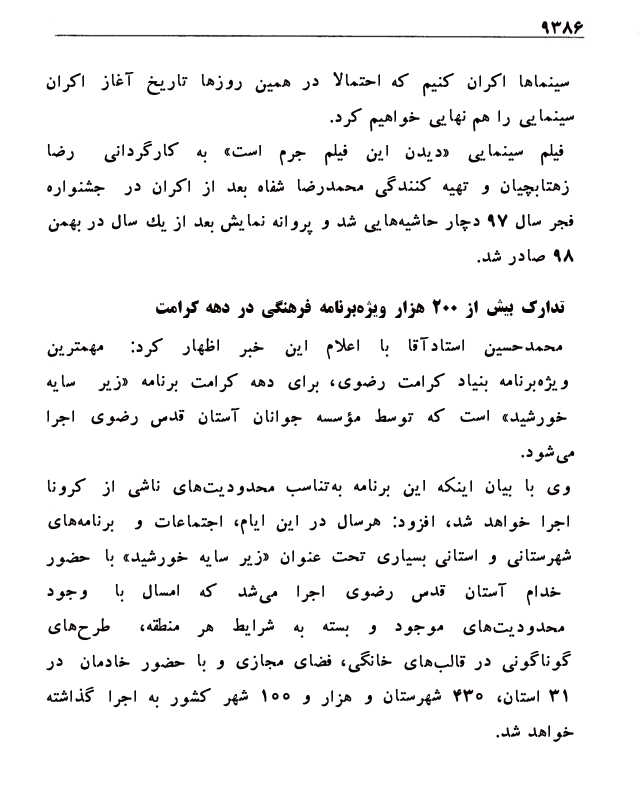 ۹۳۸۶
سینماها اکران کنیم که احتمالا در همین روزها تاریخ آغاز اکران
سینمایی را هم نهایی خواهیم کرد.
فیلم سینمایی «دیدن این فیلم جرم است» به کارگردانی رضا
زهتابچیان و تهیه کنندگی محمدرضا شفاه بعد از اکران در جشنواره
فجر سال ۹۷ دچار حاشیه‌هایی شد و پروانه نمایش بعد از یك سال در بهمن
۹۸ صادر شد.
تدارک بیش از ۲۰۰ هزار ویژه‌برنامه فرهنگی در دهه کرامت
محمدحسین استادآقا با اعلام این خبر اظهار کرد: مهمترین
ویژه‌برنامه بنیاد کرامت رضوی، برای دهه کرامت برنامه «زیر سایه
خورشید» است که توسط مؤسسه جوانان آستان قدس رضوی اجرا
می‌شود.
وی با بیان اینکه این برنامه به‌تناسب محدودیت‌های ناشی از کرونا
اجرا خواهد شد، افزود: هرسال در این ایام، اجتماعات و برنامه‌های
شهرستانی و استانی بسیاری تحت عنوان «زیر سایه خورشید» با حضور
خدام آستان قدس رضوی اجرا می‌شد که امسال با وجود
محدودیت‌های موجود و بسته به شرایط هر منطقه، طرح‌های
گوناگونی در قالب‌های خانگی، فضای مجازی و با حضور خادمان در
۳۱ استان، ۴۳۰ شهرستان و هزار و ۱۰۰ شهر کشور به اجرا گذاشته
خواهد شد.